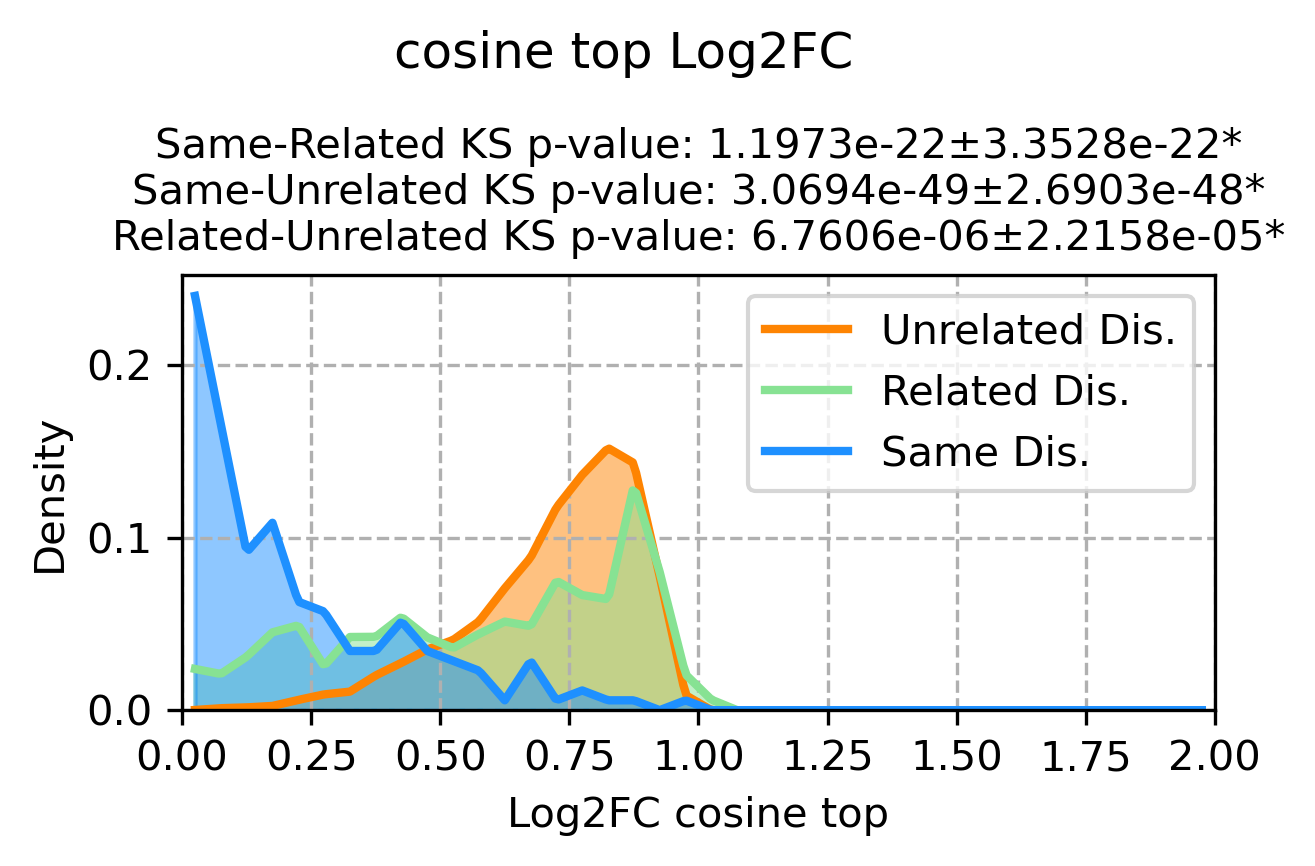 cosine top Log2FC
Same-Related KS p-value: 1.1973e-22±3.3528e-22*
Same-Unrelated KS p-value: 3.0694e-49±2.6903e-48*
Related-Unrelated KS p-value: 6.7606e-06±2.2158e-05*
Unrelated Dis.
Related Dis.
Same Dis.
Density
0.2
0.1
0.0
0.00 0.25 0.50 0.75 1.00 1.25 1.50 1.75 2.00
Log2FC cosine top